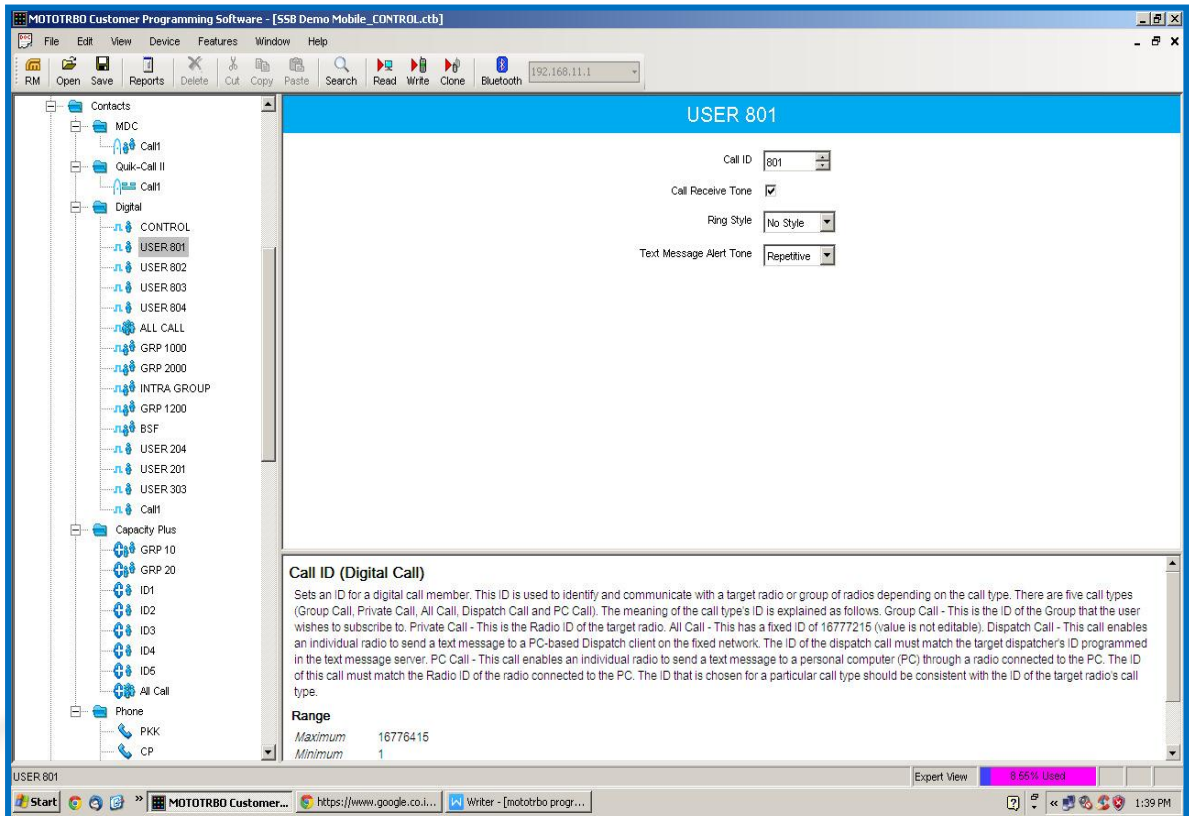 MOTOTRBO Customer Programming Software - [SSB Demo Mobile_CONTROL.ctb]
File Edit View Device Features Window Help
RM Open Save Reports Delete Cut Copy Paste Search Read Write Clone Bluetooth 192.168.11.1
Contacts
MDC
Call1
Quik-Call II
Call1
Digital
CONTROL
USER 801
USER 802
USER 803
USER 804
ALL CALL
GRP 1000
GRP 2000
INTRA GROUP
GRP 1200
BSF
USER 204
USER 201
USER 303
Call1
Capacity Plus
GRP 10
GRP 20
ID1
ID2
ID3
ID4
ID5
All Call
Phone
PKK
CP
USER 801
Call ID 801
Call Receive Tone
Ring Style No Style
Text Message Alert Tone Repetitive
Call ID (Digital Call)
Sets an ID for a digital call member. This ID is used to identify and communicate with a target radio or group of radios depending on the call type. There are five call types
(Group Call, Private Call, All Call, Dispatch Call and PC Call). The meaning of the call type's ID is explained as follows. Group Call - This is the ID of the Group that the user
wishes to subscribe to. Private Call - This is the Radio ID of the target radio. All Call - This has a fixed ID of 16777215 (value is not editable). Dispatch Call - This call enables
an individual radio to send a text message to a PC-based Dispatch client on the fixed network. The ID of the dispatch call must match the target dispatcher's ID programmed
in the text message server. PC Call - This call enables an individual radio to send a text message to a personal computer (PC) through a radio connected to the PC. The ID
of this call must match the Radio ID of the radio connected to the PC. The ID that is chosen for a particular call type should be consistent with the ID of the target radio's call
type.
Range
Maximum 16776415
Minimum 1
USER 801 Expert View 8.55% Used
Start » MOTOTRBO Customer... https://www.google.co.i... Writer - [mototrbo progr... « 1:39 PM